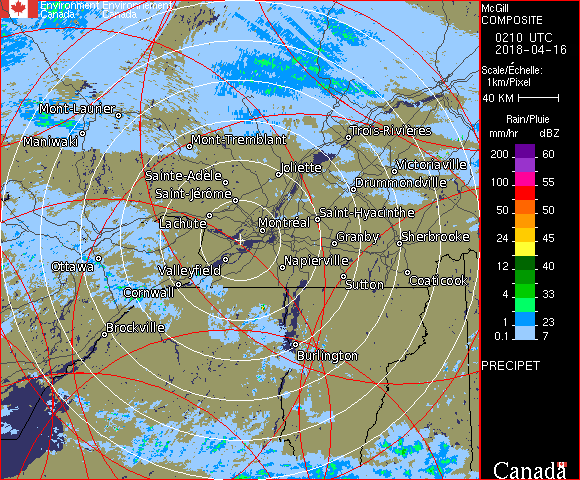 Environment Environnement
Canada Canada
McGill
COMPOSITE
0210 UTC
2018-04-16
Scale/Échelle:
1km/Pixel
40 KM
Rain/Pluie
mm/hr dBZ
200 60
100 55
50 50
24 45
12 40
4 33
1 23
0.1 7
PRECIPET
Canada
Mont-Laurier
Maniwaki
Mont-Tremblant
Trois-Rivières
Sainte-Adèle
Joliette
Victoriaville
Saint-Jérôme
Drummondville
Lachute
Montréal
Saint-Hyacinthe
Granby
Sherbrooke
Ottawa
Valleyfield
Napierville
Cornwall
Sutton
Coaticook
Brockville
Burlington